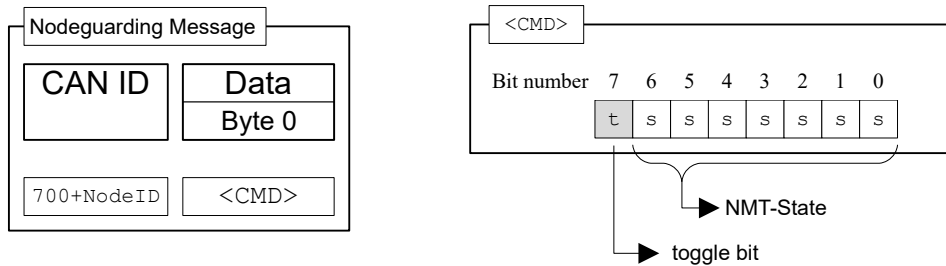 Nodeguarding Message
CAN ID
Data
Byte 0
700+NodeID
<CMD>
<CMD>
Bit number 7 6 5 4 3 2 1 0
t s s s s s s s
NMT-State
toggle bit